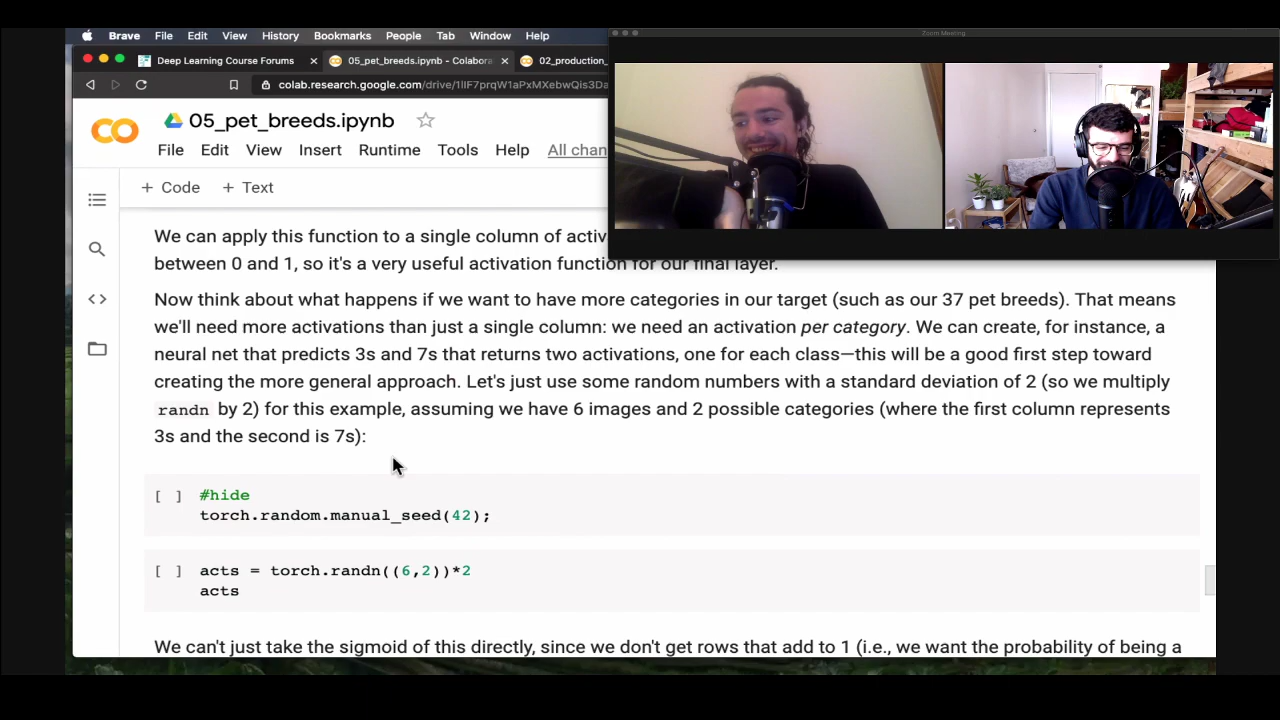 Brave File Edit View History Bookmarks People Tab Window Help
Zoom Meeting
Deep Learning Course Forums × 05_pet_breeds.ipynb - Colabora × 02_production_
colab.research.google.com/drive/1IIF7prqW1aPxMXebwQis3Da
05_pet_breeds.ipynb
File Edit View Insert Runtime Tools Help All chan
+ Code + Text
We can apply this function to a single column of activ
between 0 and 1, so it's a very useful activation function for our final layer.
Now think about what happens if we want to have more categories in our target (such as our 37 pet breeds). That means
we'll need more activations than just a single column: we need an activation per category. We can create, for instance, a
neural net that predicts 3s and 7s that returns two activations, one for each class—this will be a good first step toward
creating the more general approach. Let's just use some random numbers with a standard deviation of 2 (so we multiply
randn by 2) for this example, assuming we have 6 images and 2 possible categories (where the first column represents
3s and the second is 7s):
[ ] #hide
torch.random.manual_seed(42);
[ ] acts = torch.randn((6,2))*2
acts
We can't just take the sigmoid of this directly, since we don't get rows that add to 1 (i.e., we want the probability of being a